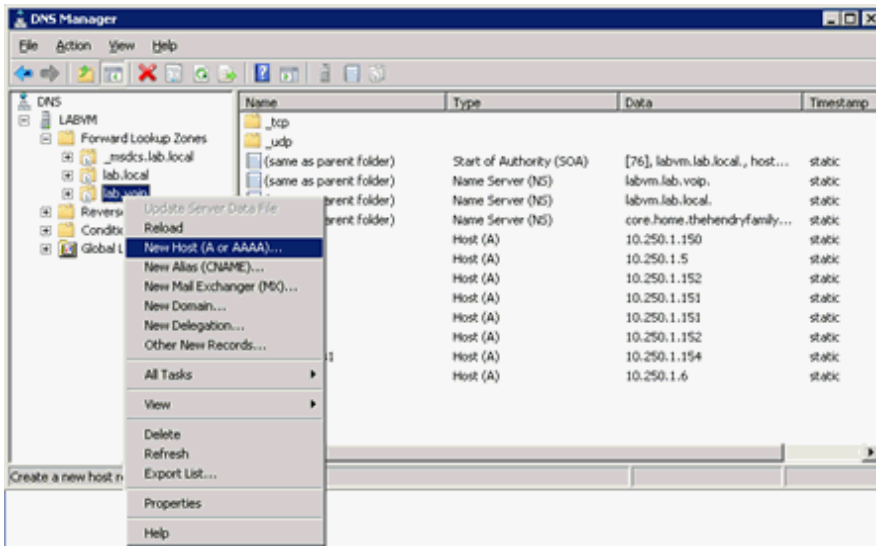 DNS Manager
File Action View Help
DNS
LABVM
Forward Lookup Zones
_msdcs.lab.local
lab.local
lab.voip
Reverse
Conditio
Global L
Update Server Data File
Reload
New Host (A or AAAA)...
New Alias (CNAME)...
New Mail Exchanger (MX)...
New Domain...
New Delegation...
Other New Records...
All Tasks
View
Delete
Refresh
Export List...
Properties
Help
Name Type Data Timestamp
_tcp
_udp
(same as parent folder) Start of Authority (SOA) [76], labvm.lab.local., host... static
(same as parent folder) Name Server (NS) labvm.lab.voip. static
arent folder) Name Server (NS) labvm.lab.local. static
arent folder) Name Server (NS) core.home.thehendryfamily... static
Host (A) 10.250.1.150 static
Host (A) 10.250.1.5 static
Host (A) 10.250.1.152 static
Host (A) 10.250.1.151 static
Host (A) 10.250.1.151 static
Host (A) 10.250.1.152 static
Host (A) 10.250.1.154 static
Host (A) 10.250.1.6 static
Create a new host r